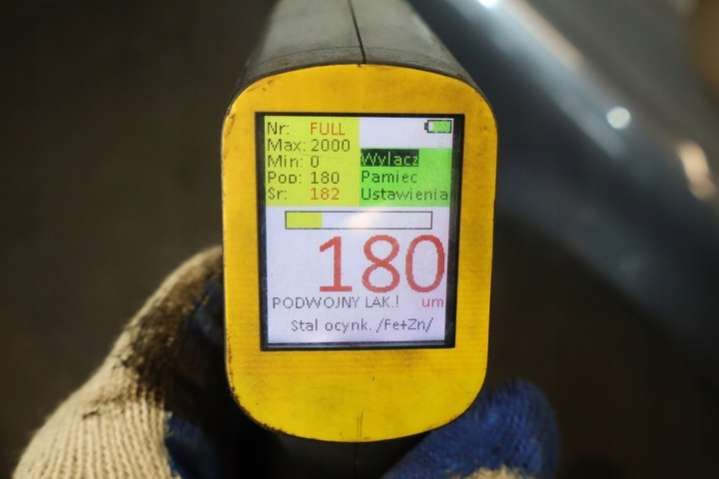 Nr: FULL
Max: 2000
Min: 0
Pop: 180
Sr: 182
Wylacz
Pamiec
Ustawienia
180
PODWOJNY LAK.! um
Stal ocynk. /Fe+Zn/